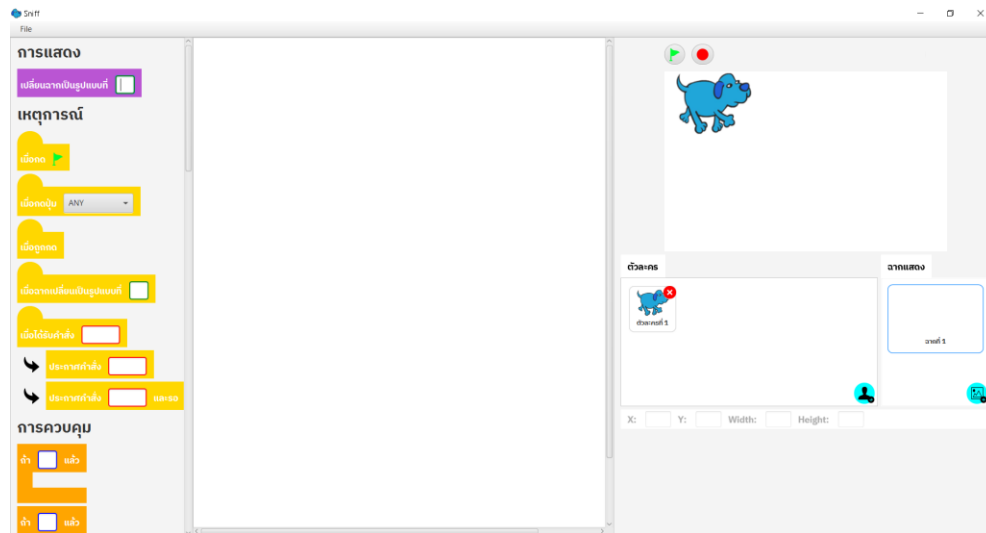 Sniff
File
การแสดง
เปลี่ยนฉากเป็นรูปแบบที่
เหตุการณ์
เมื่อกด
เมื่อกดปุ่ม ANY
เมื่อถูกกด
เมื่อฉากเปลี่ยนเป็นรูปแบบที่
เมื่อได้รับคำสั่ง
ประกาศคำสั่ง
ประกาศคำสั่ง และรอ
การควบคุม
ถ้า แล้ว
ถ้า แล้ว
ตัวละคร
ตัวละครที่ 1
ฉากแสดง
ฉากที่ 1
X: Y: Width: Height: